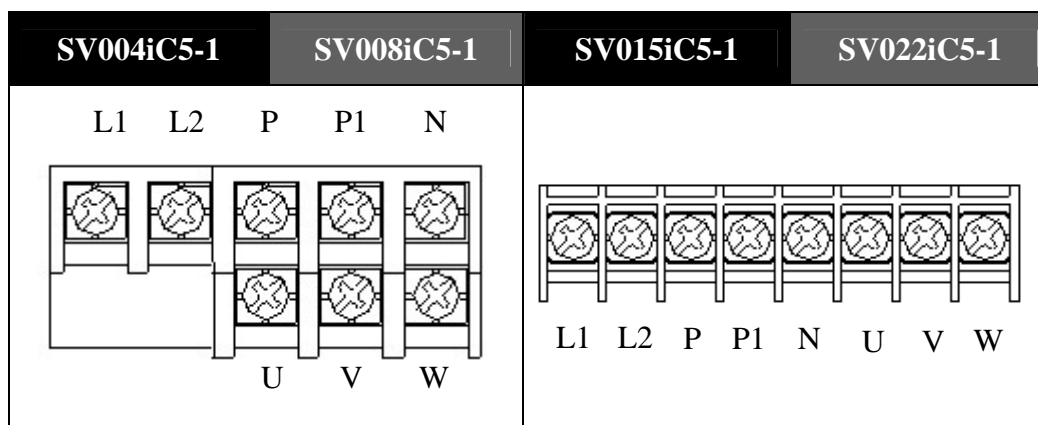 SV004iC5-1 SV008iC5-1 SV015iC5-1 SV022iC5-1
L1 L2 P P1 N
U V W
L1 L2 P P1 N U V W